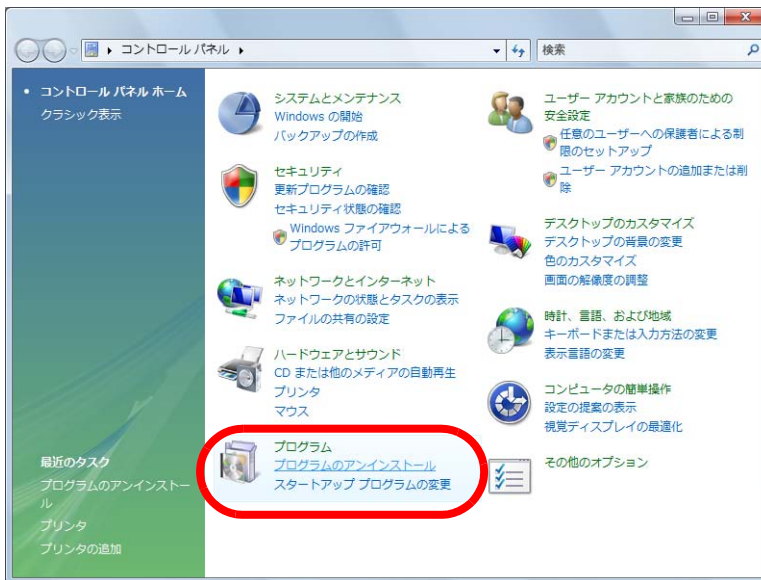 コントロール パネル
検索
コントロール パネル ホーム
クラシック表示
システムとメンテナンス
Windows の開始
バックアップの作成
セキュリティ
更新プログラムの確認
セキュリティ状態の確認
Windows ファイアウォールによる
プログラムの許可
ネットワークとインターネット
ネットワークの状態とタスクの表示
ファイルの共有の設定
ハードウェアとサウンド
CD または他のメディアの自動再生
プリンタ
マウス
プログラム
プログラムのアンインストール
スタートアップ プログラムの変更
ユーザー アカウントと家族のための
安全設定
任意のユーザーへの保護者による制
限のセットアップ
ユーザー アカウントの追加または削
除
デスクトップのカスタマイズ
デスクトップの背景の変更
色のカスタマイズ
画面の解像度の調整
時計、言語、および地域
キーボードまたは入力方法の変更
表示言語の変更
コンピュータの簡単操作
設定の提案の表示
視覚ディスプレイの最適化
その他のオプション
最近のタスク
プログラムのアンインストー
ル
プリンタ
プリンタの追加